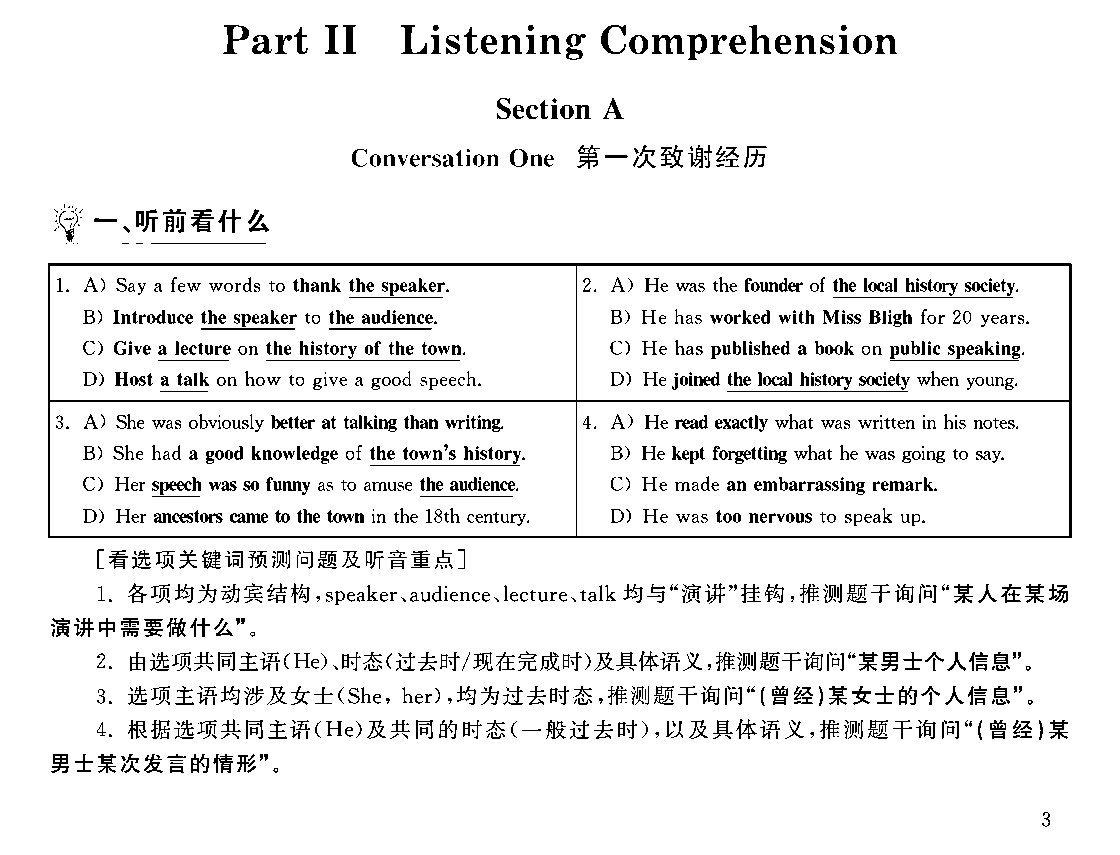 Part II Listening Comprehension
Section A
Conversation One 第一次致谢经历
一、听前看什么
1. A) Say a few words to thank the speaker.
B) Introduce the speaker to the audience.
C) Give a lecture on the history of the town.
D) Host a talk on how to give a good speech.
2. A) He was the founder of the local history society.
B) He has worked with Miss Bligh for 20 years.
C) He has published a book on public speaking.
D) He joined the local history society when young.
3. A) She was obviously better at talking than writing.
B) She had a good knowledge of the town's history.
C) Her speech was so funny as to amuse the audience.
D) Her ancestors came to the town in the 18th century.
4. A) He read exactly what was written in his notes.
B) He kept forgetting what he was going to say.
C) He made an embarrassing remark.
D) He was too nervous to speak up.
[看选项关键词预测问题及听音重点]
1. 各项均为动宾结构,speaker、audience、lecture、talk 均与“演讲”挂钩,推测题干询问“某人在某场
演讲中需要做什么”。
2. 由选项共同主语(He)、时态(过去时/现在完成时)及具体语义,推测题干询问“某男士个人信息”。
3. 选项主语均涉及女士(She, her),均为过去时态,推测题干询问“(曾经)某女士的个人信息”。
4. 根据选项共同主语(He)及共同的时态(一般过去时),以及具体语义,推测题干询问“(曾经)某
男士某次发言的情形”。
3